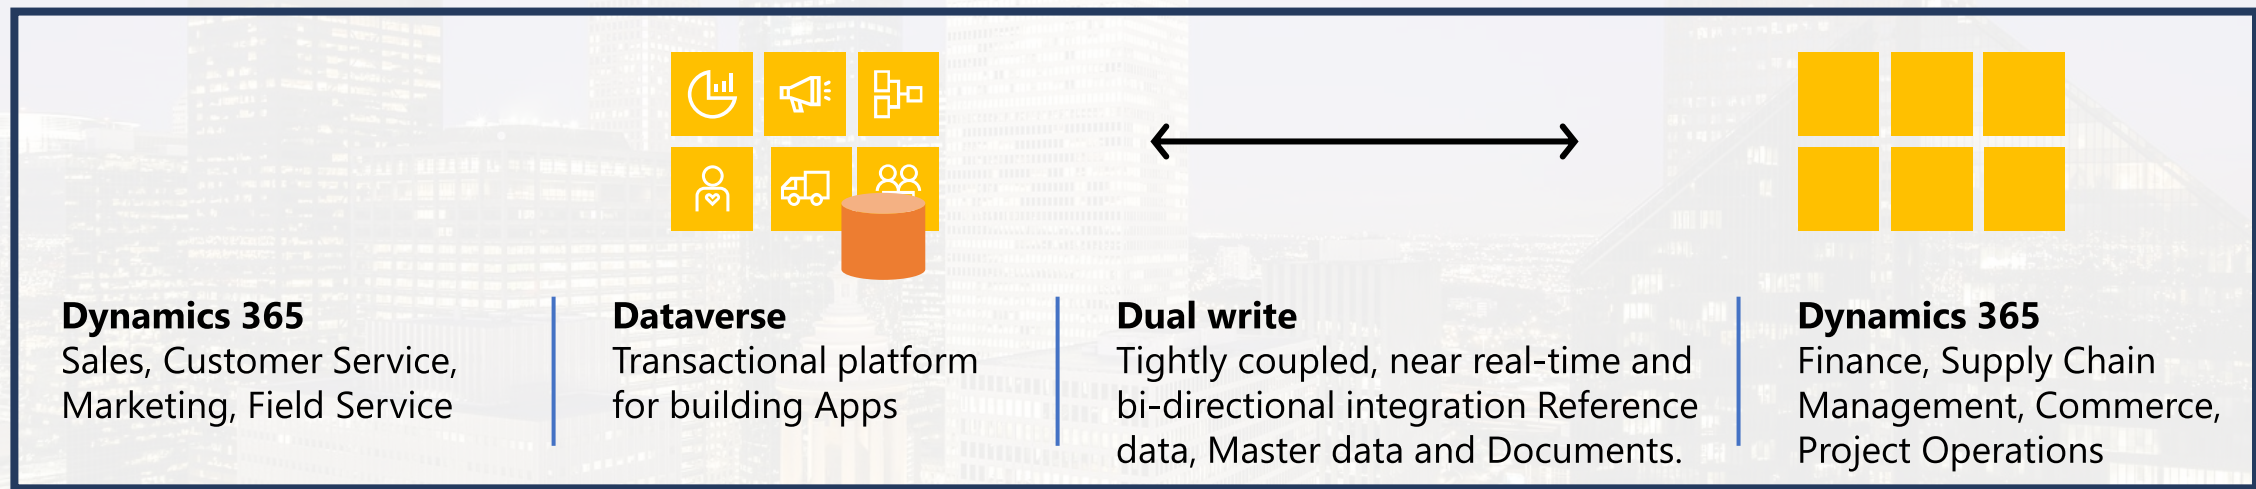 Dynamics 365
Sales, Customer Service,
Marketing, Field Service
Dataverse
Transactional platform
for building Apps
Dual write
Tightly coupled, near real-time and
bi-directional integration Reference
data, Master data and Documents.
Dynamics 365
Finance, Supply Chain
Management, Commerce,
Project Operations